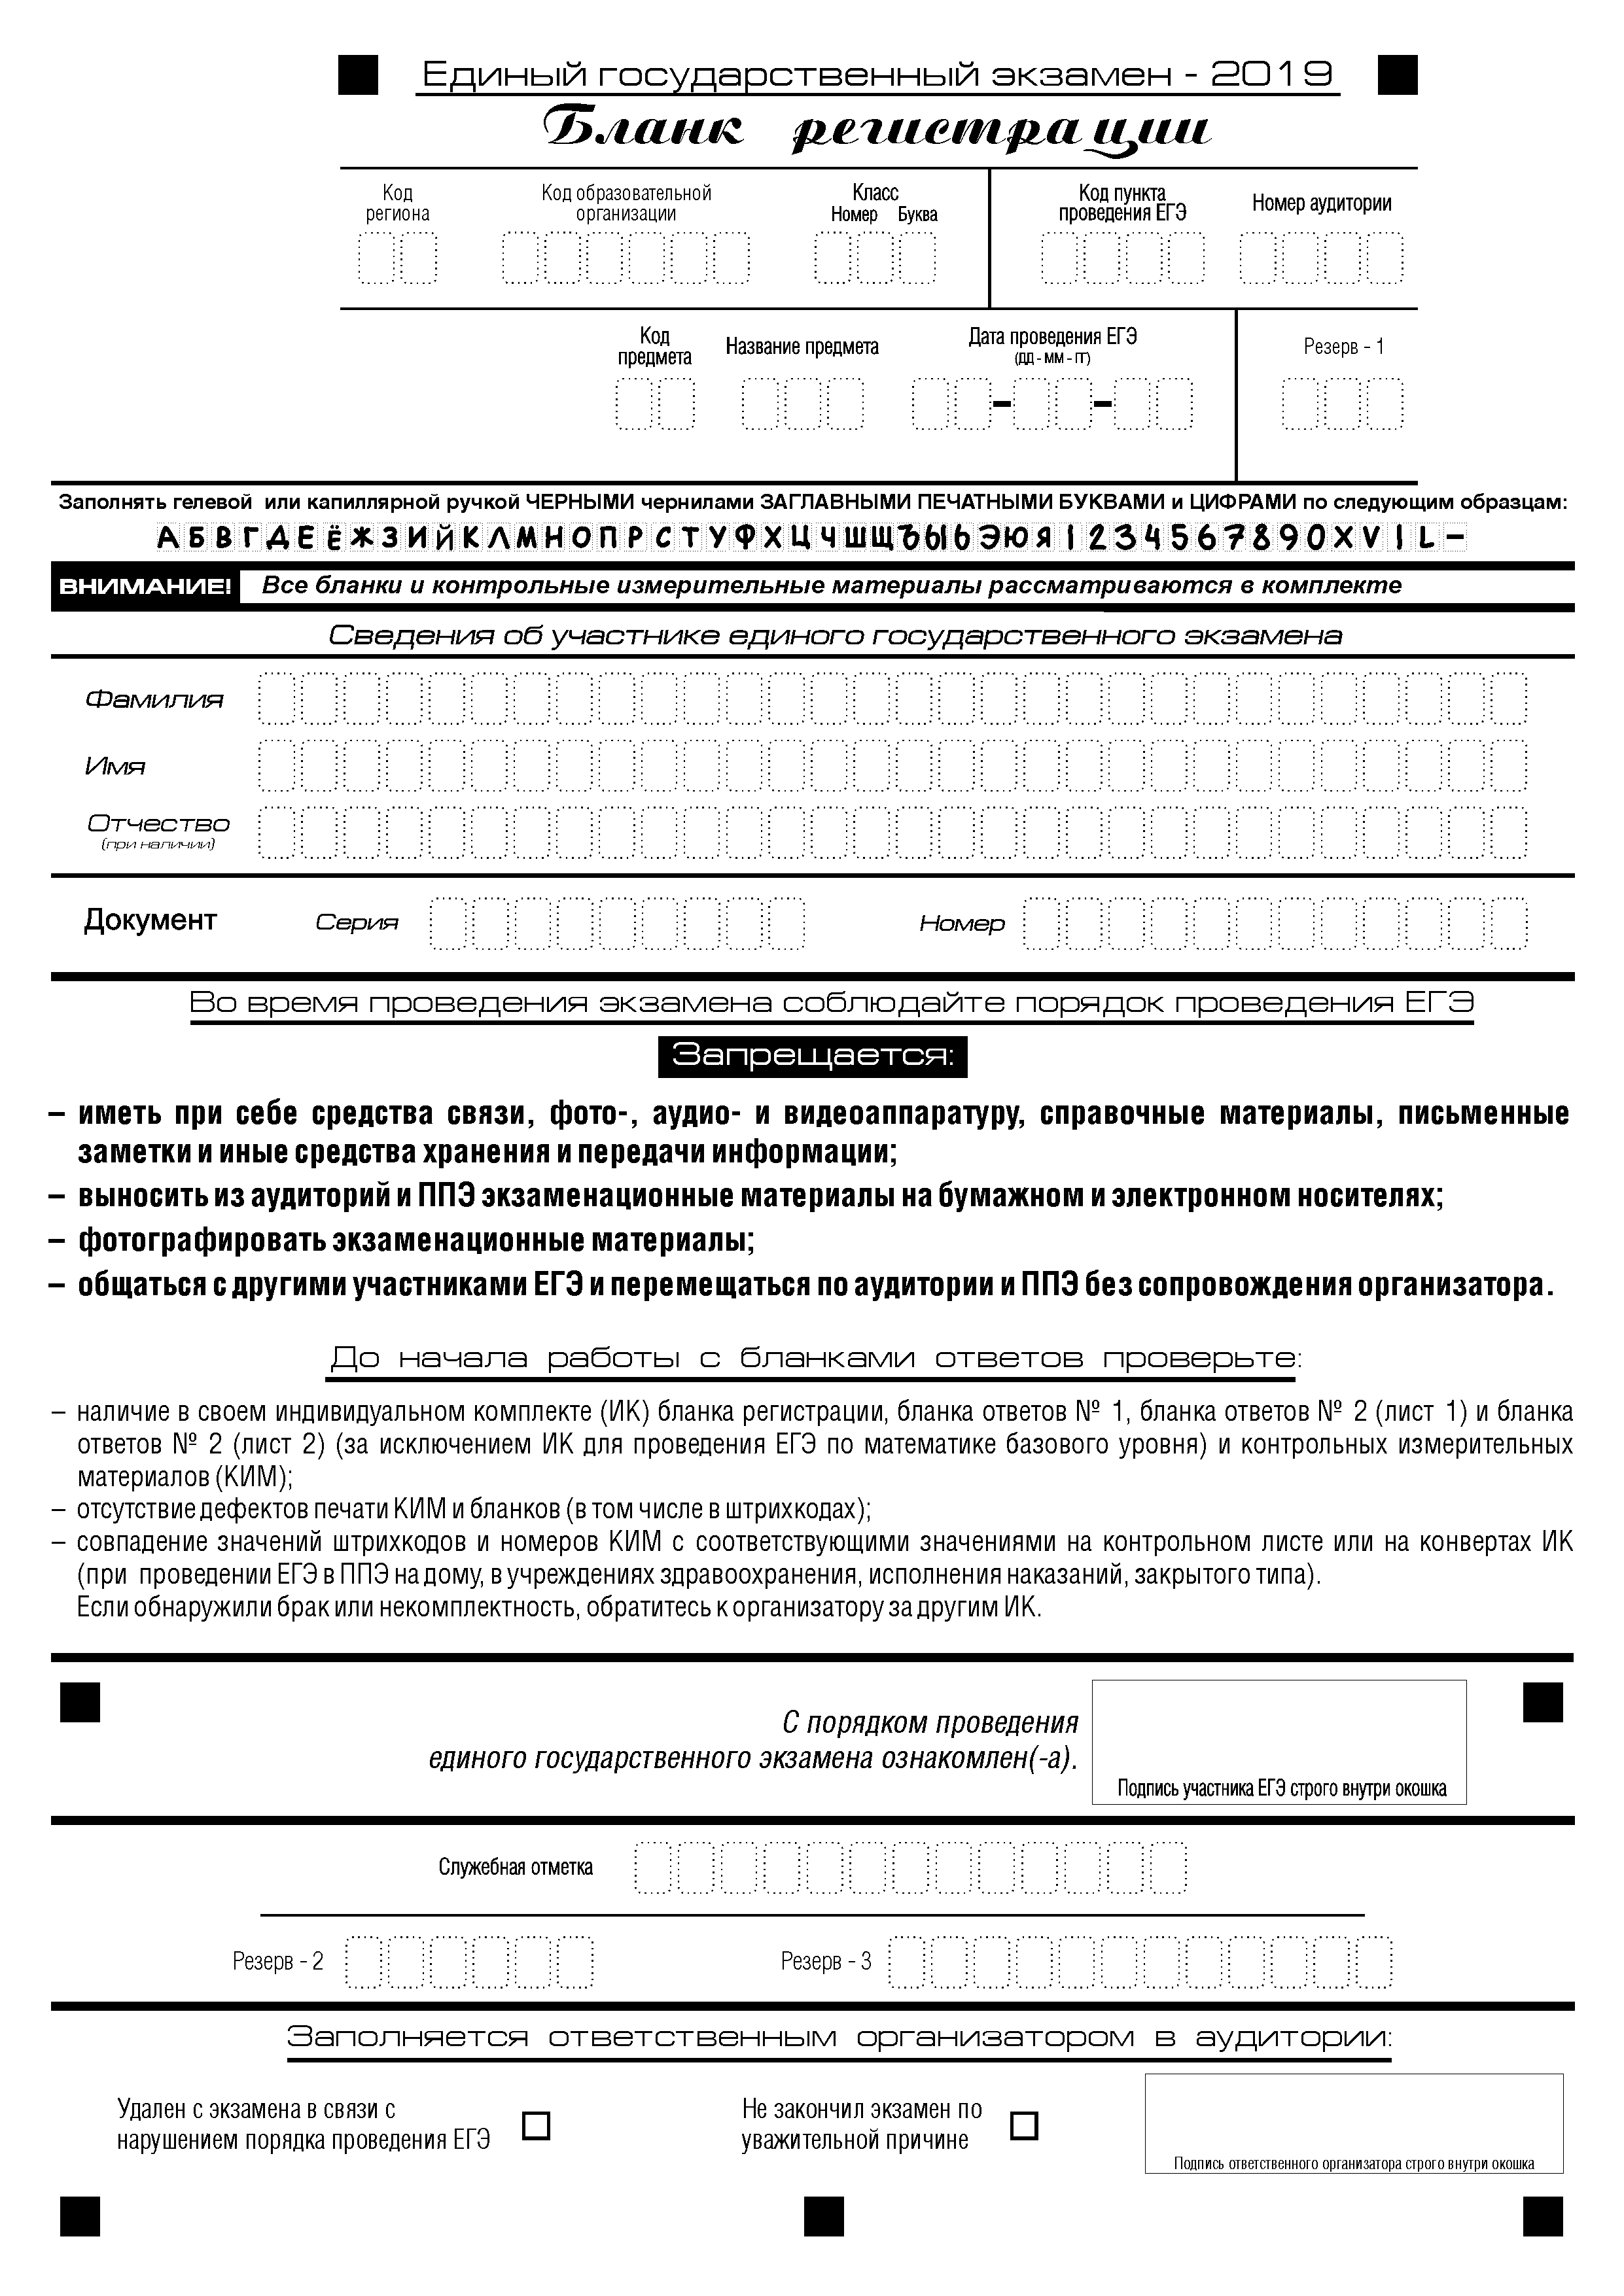 Единый государственный экзамен - 2019
Бланк регистрации
Код региона
Код образовательной организации
Класс
Номер Буква
Код пункта проведения ЕГЭ
Номер аудитории
Код предмета
Название предмета
Дата проведения ЕГЭ
(ДД - ММ - ГГ)
Резерв - 1
Заполнять гелевой или капиллярной ручкой ЧЕРНЫМИ чернилами ЗАГЛАВНЫМИ ПЕЧАТНЫМИ БУКВАМИ и ЦИФРАМИ по следующим образцам:
А Б В Г Д Е Ё Ж З И Й К Л М Н О П Р С Т У Ф Х Ц Ч Ш Щ Ъ Ы Ь Э Ю Я 1 2 3 4 5 6 7 8 9 0 X V I L -
ВНИМАНИЕ! Все бланки и контрольные измерительные материалы рассматриваются в комплекте
Сведения об участнике единого государственного экзамена
Фамилия
Имя
Отчество
(при наличии)
Документ Серия Номер
Во время проведения экзамена соблюдайте порядок проведения ЕГЭ
Запрещается:
– иметь при себе средства связи, фото-, аудио- и видеоаппаратуру, справочные материалы, письменные
заметки и иные средства хранения и передачи информации;
– выносить из аудиторий и ППЭ экзаменационные материалы на бумажном и электронном носителях;
– фотографировать экзаменационные материалы;
– общаться с другими участниками ЕГЭ и перемещаться по аудитории и ППЭ без сопровождения организатора.
До начала работы с бланками ответов проверьте:
– наличие в своем индивидуальном комплекте (ИК) бланка регистрации, бланка ответов № 1, бланка ответов № 2 (лист 1) и бланка
ответов № 2 (лист 2) (за исключением ИК для проведения ЕГЭ по математике базового уровня) и контрольных измерительных
материалов (КИМ);
– отсутствие дефектов печати КИМ и бланков (в том числе в штрихкодах);
– совпадение значений штрихкодов и номеров КИМ с соответствующими значениями на контрольном листе или на конвертах ИК
(при проведении ЕГЭ в ППЭ на дому, в учреждениях здравоохранения, исполнения наказаний, закрытого типа).
Если обнаружили брак или некомплектность, обратитесь к организатору за другим ИК.
С порядком проведения
единого государственного экзамена ознакомлен(-а).
Подпись участника ЕГЭ строго внутри окошка
Служебная отметка
Резерв - 2 Резерв - 3
Заполняется ответственным организатором в аудитории:
Удален с экзамена в связи с
нарушением порядка проведения ЕГЭ
Не закончил экзамен по
уважительной причине
Подпись ответственного организатора строго внутри окошка